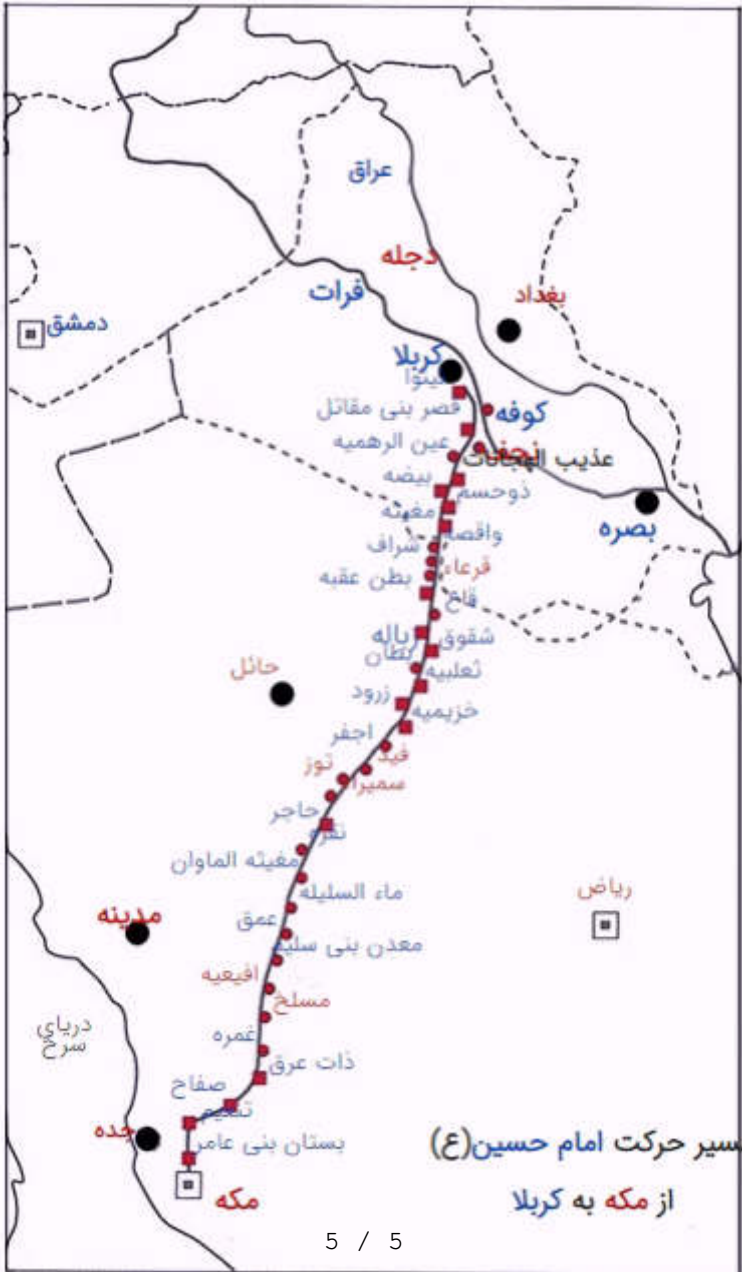 عراق
دجله
فرات
بغداد
دمشق
کربلا
نینوا
کوفه
قصر بنی مقاتل
عین الرهمیه
نجف
عذیب الهجانات
بیضه
ذوحسم
مغیثه
بصره
واقصه
شراف
قرعاء
بطن عقبه
قاع
زباله
شقوق
بطان
ثعلبیه
حائل
زرود
خزیمیه
اجفر
فید
توز
سمیرا
حاجر
نقره
مغیثه الماوان
ریاض
ماء السلیله
مدینه
عمق
معدن بنی سلیم
افیعیه
مسلخ
دریای
سرخ
غمره
ذات عرق
صفاح
تنعیم
جده
بستان بنی عامر
مکه
مسیر حرکت امام حسین(ع)
از مکه به کربلا
5 / 5